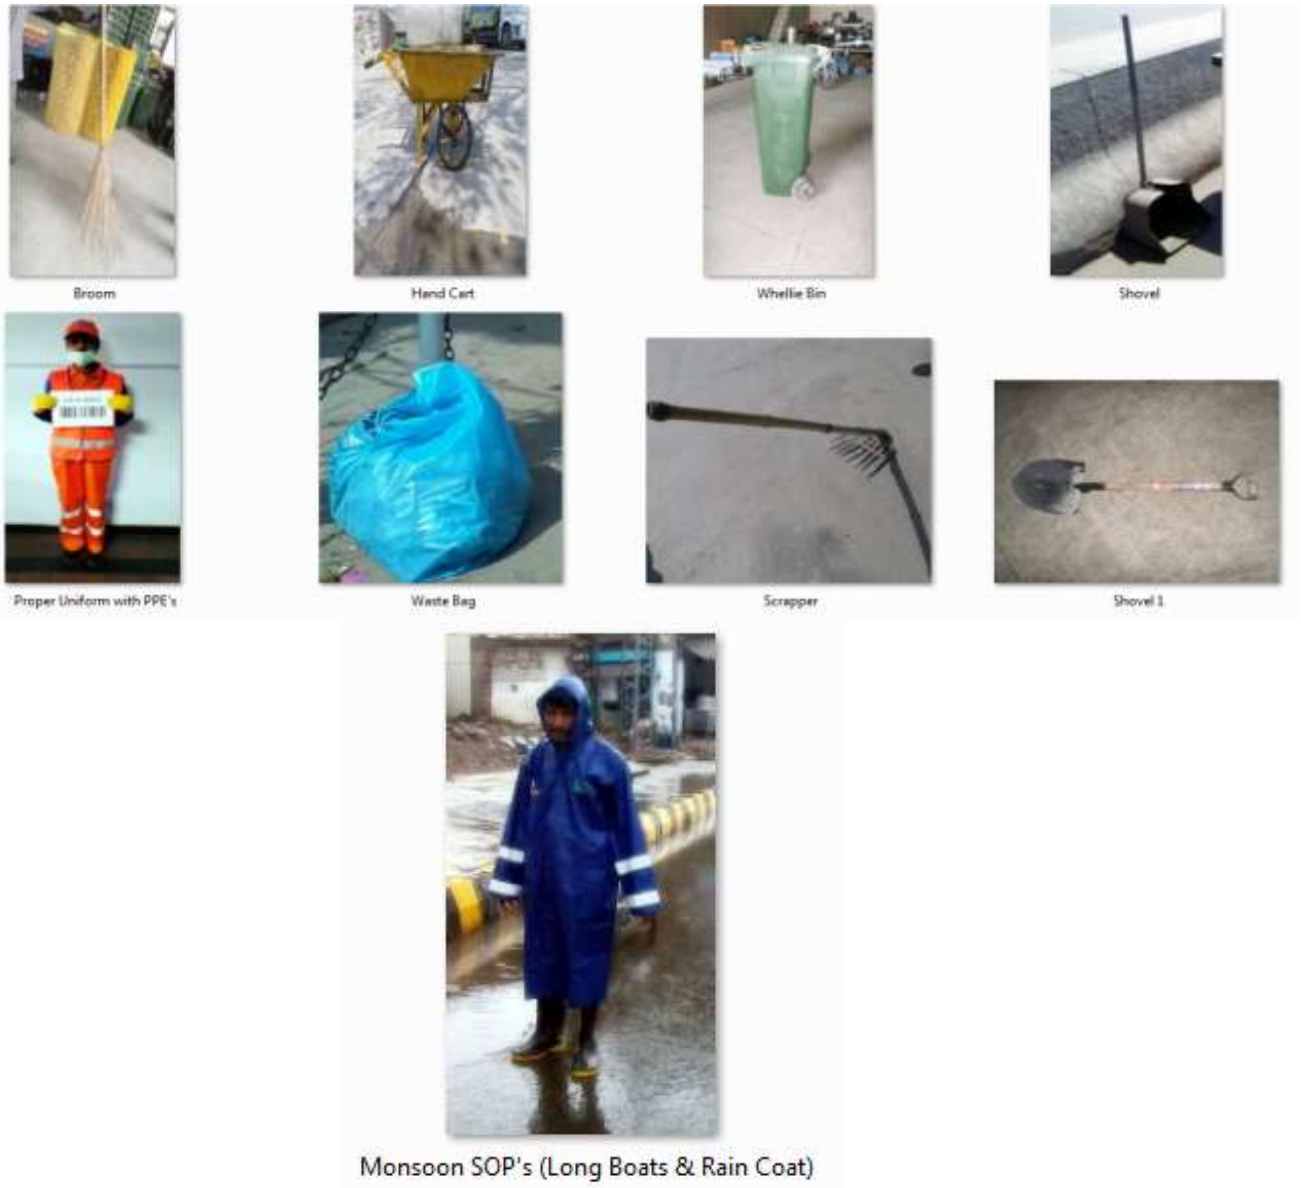 Broom
Hand Cart
Whellie Bin
Shovel
Proper Uniform with PPE's
Waste Bag
Scrapper
Shovel 1
Monsoon SOP's (Long Boats & Rain Coat)